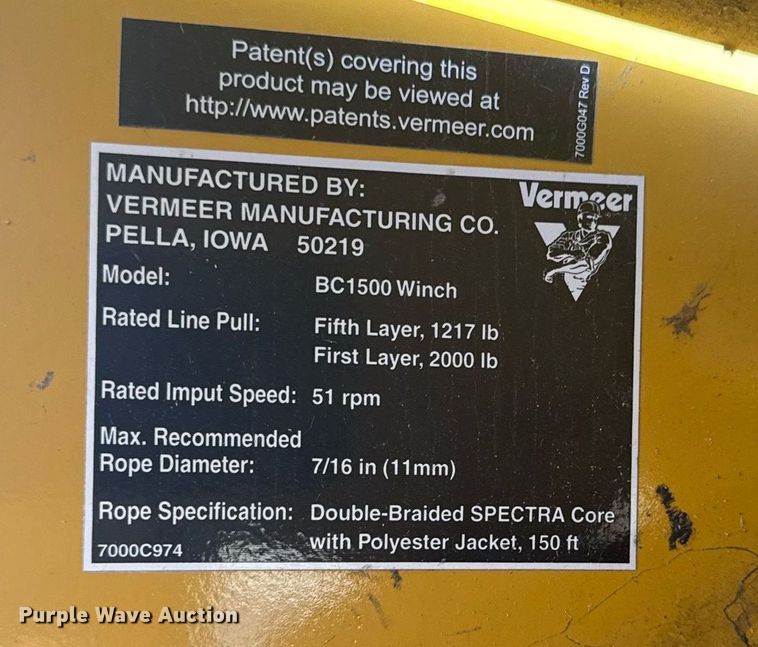 Patent(s) covering this
product may be viewed at
http://www.patents.vermeer.com
7000G047 Rev D
MANUFACTURED BY:
VERMEER MANUFACTURING CO.
PELLA, IOWA 50219
Vermeer
Model: BC1500 Winch
Rated Line Pull: Fifth Layer, 1217 lb
First Layer, 2000 lb
Rated Imput Speed: 51 rpm
Max. Recommended
Rope Diameter: 7/16 in (11mm)
Rope Specification: Double-Braided SPECTRA Core
with Polyester Jacket, 150 ft
7000C974
Purple Wave Auction